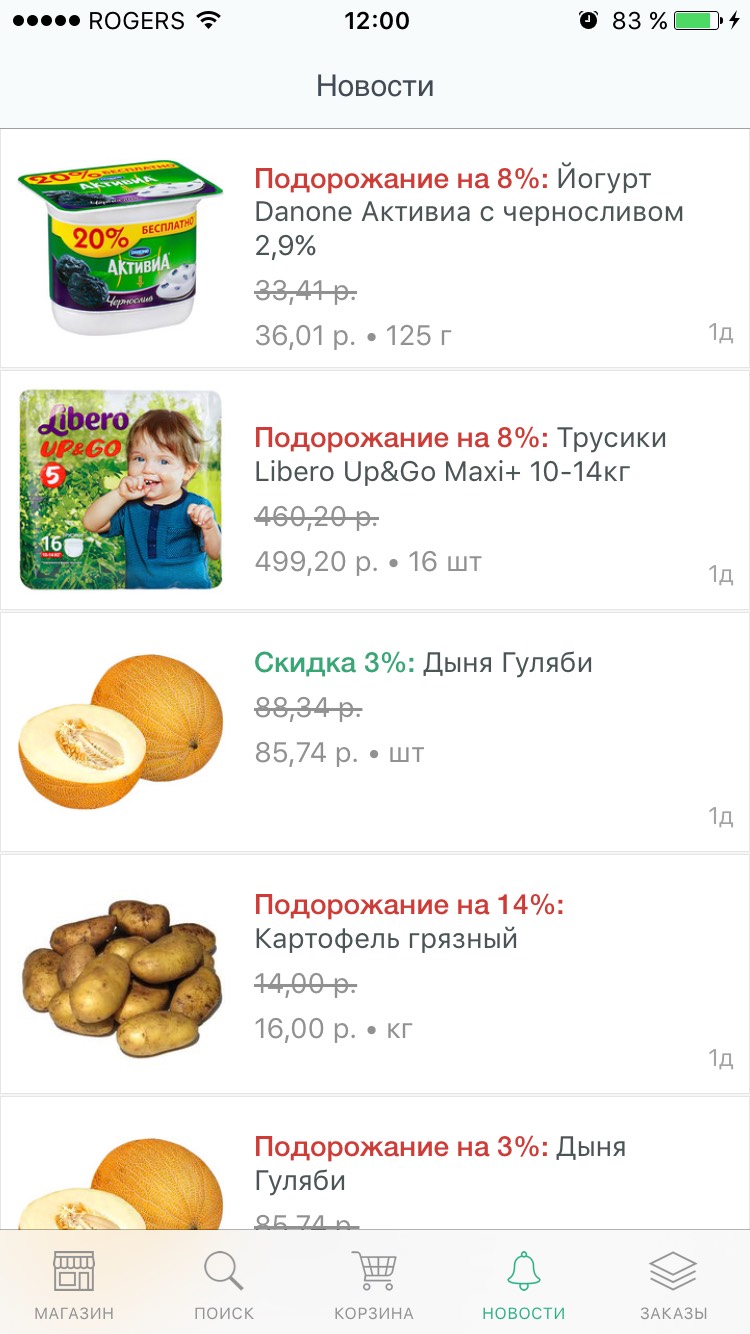 ROGERS 12:00 83 %
Новости
20% БЕСПЛАТНО
АКТИВИА
20% БЕСПЛАТНО
DANONE
АКТИВИА
Чернослив
Подорожание на 8%: Йогурт
Danone Активиа с черносливом
2,9%
33,41 р.
36,01 р. • 125 г
1д
Libero
UP&GO
5
16
Подорожание на 8%: Трусики
Libero Up&Go Maxi+ 10-14кг
460,20 р.
499,20 р. • 16 шт
1д
Скидка 3%: Дыня Гуляби
88,34 р.
85,74 р. • шт
1д
Подорожание на 14%:
Картофель грязный
14,00 р.
16,00 р. • кг
1д
Подорожание на 3%: Дыня
Гуляби
85,74 р.
МАГАЗИН ПОИСК КОРЗИНА НОВОСТИ ЗАКАЗЫ